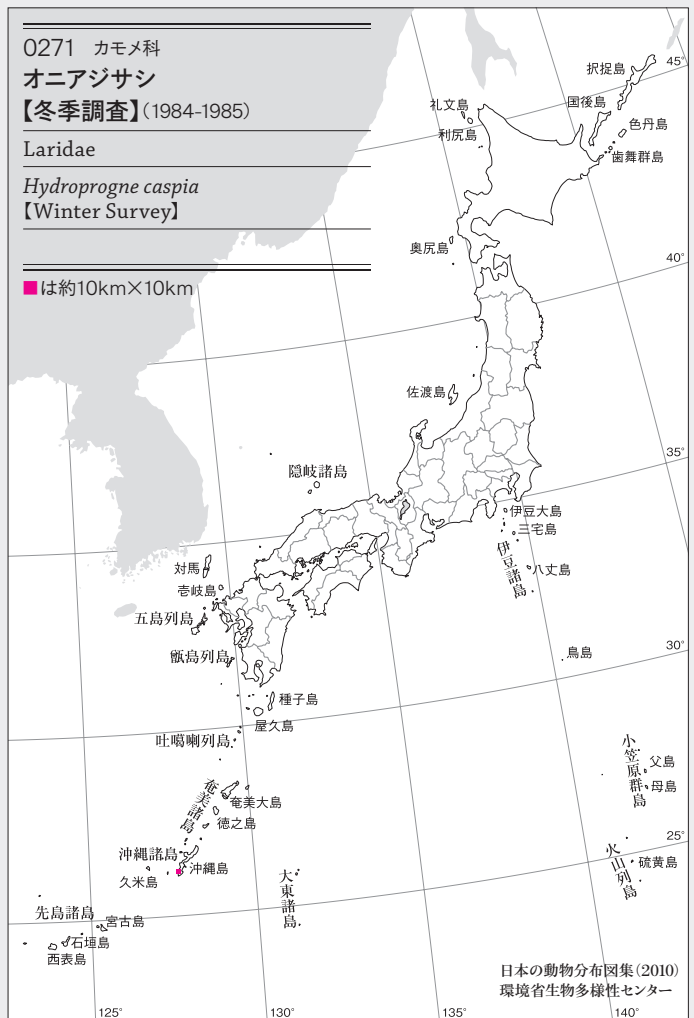 0271 カモメ科
オニアジサシ
【冬季調査】(1984-1985)
Laridae
Hydroprogne caspia
【Winter Survey】
■は約10km×10km
45°
択捉島
礼文島
国後島
色丹島
利尻島
歯舞群島
奥尻島
40°
佐渡島
35°
隠岐諸島
伊豆大島
三宅島
伊豆諸島
八丈島
対馬
壱岐島
五島列島
甑島列島
鳥島
30°
種子島
屋久島
吐噶喇列島
小笠原群島
父島
母島
奄美諸島
奄美大島
徳之島
25°
沖縄諸島
沖縄島
久米島
火山列島
硫黄島
大東諸島
先島諸島
宮古島
石垣島
西表島
日本の動物分布図集(2010)
環境省生物多様性センター
125°
130°
135°
140°